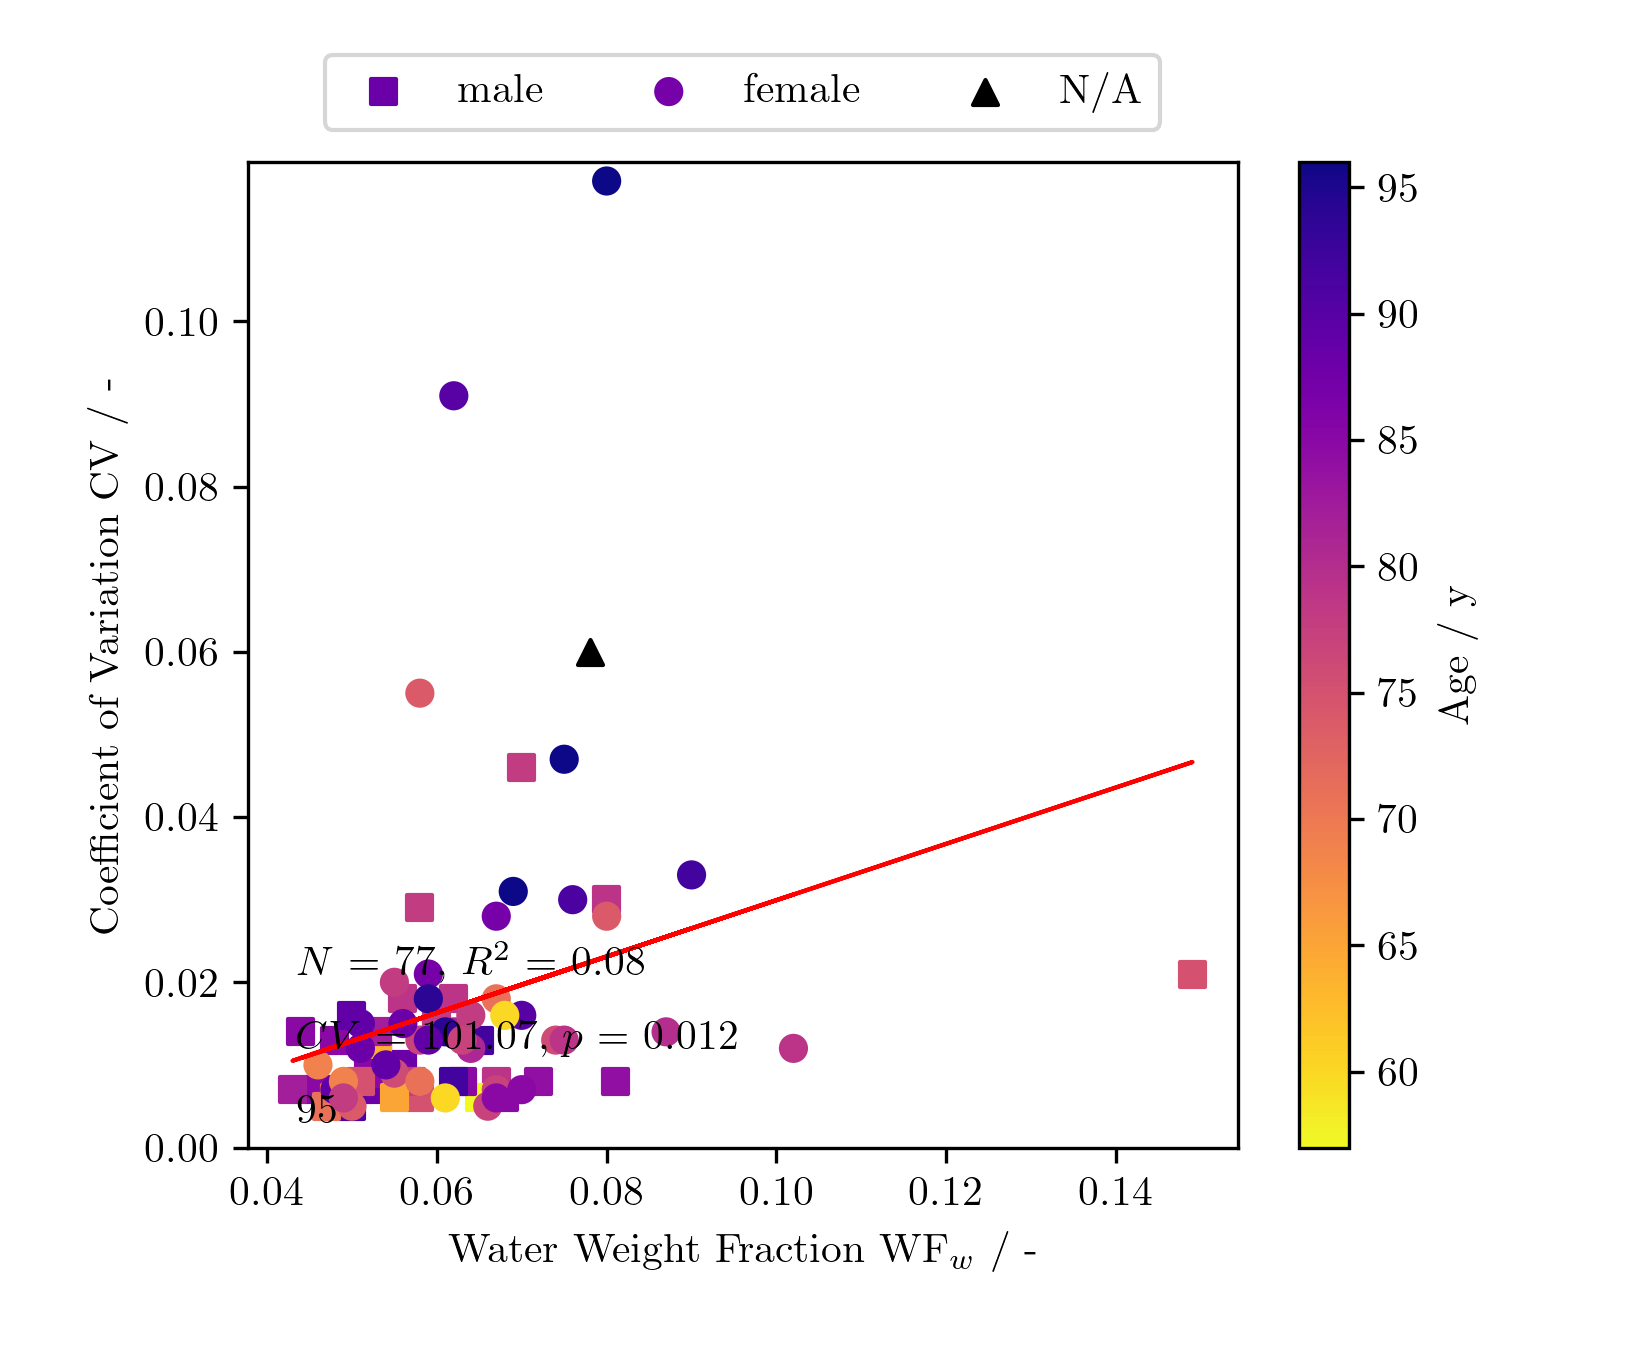 male female N/A
Coefficient of Variation CV / -
0.10
0.08
0.06
0.04
0.02
0.00
N = 77, R² = 0.08
CV = 101.07, p = 0.012
95
0.04 0.06 0.08 0.10 0.12 0.14
Water Weight Fraction WF_w / -
95
90
85
80
75
70
65
60
Age / y